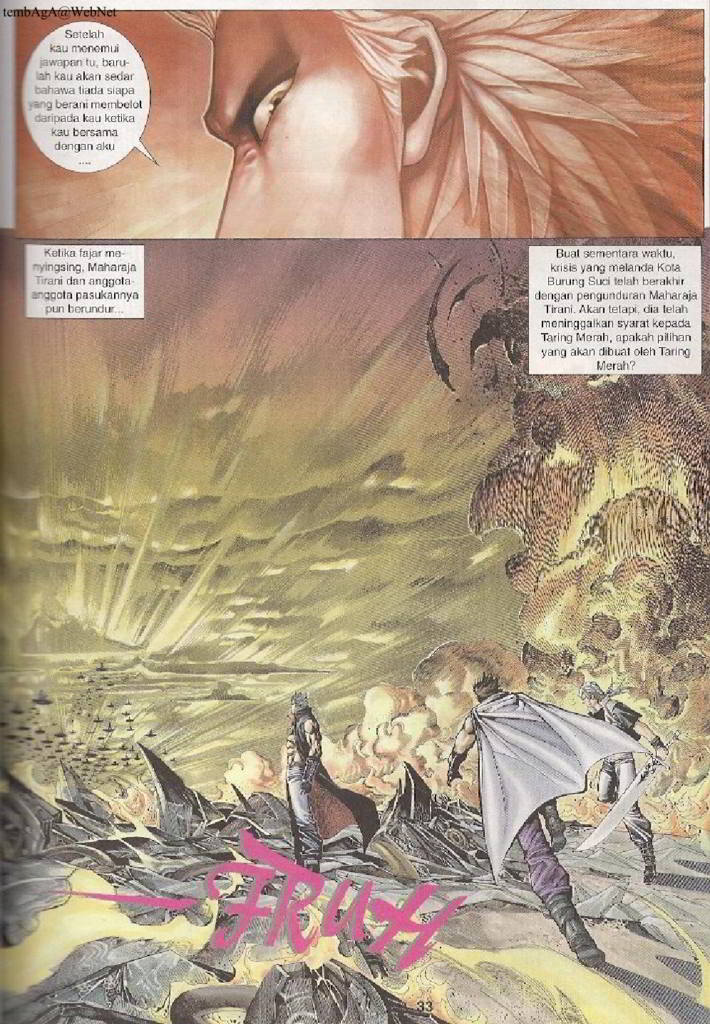 tembAgA@WebNet
Setelah
kau menemui
jawapan tu, baru-
lah kau akan sedar
bahawa tiada siapa
yang berani membelot
daripada kau ketika
kau bersama
dengan aku
....
Ketika fajar me-
nyingsing, Maharaja
Tirani dan anggota-
anggota pasukannya
pun berundur...
Buat sementara waktu,
krisis yang melanda Kota
Burung Suci telah berakhir
dengan pengunduran Maharaja
Tirani. Akan tetapi, dia telah
meninggalkan syarat kepada
Taring Merah, apakah pilihan
yang akan dibuat oleh Taring
Merah?
33